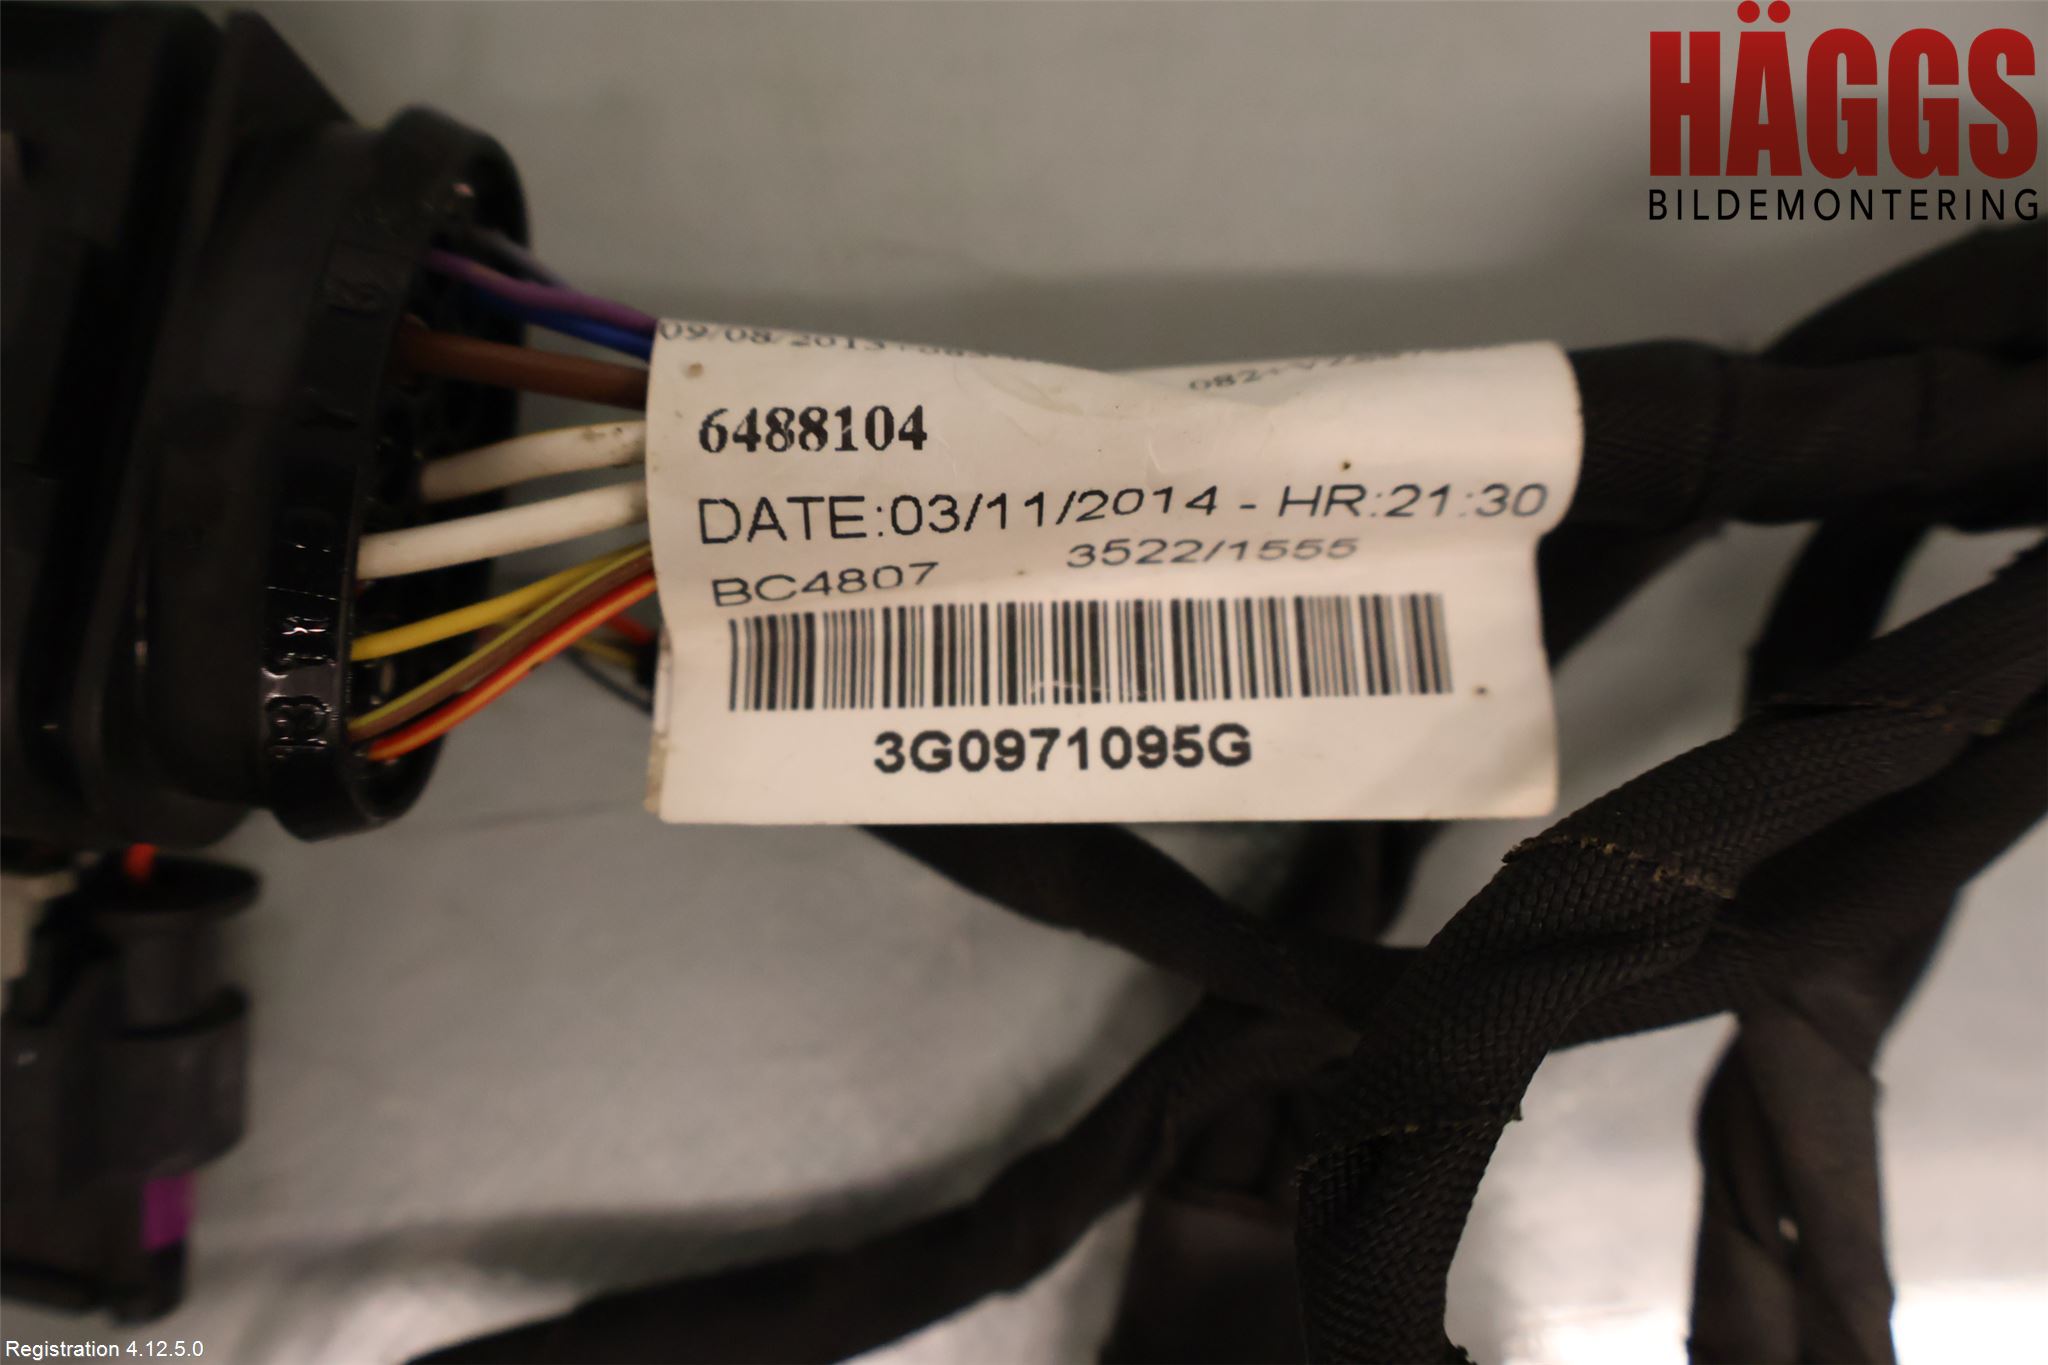 HÄGGS
BILDEMONTERING
6488104
DATE:03/11/2014 - HR:21:30
BC4807 3522/1555
3G0971095G
Registration 4.12.5.0